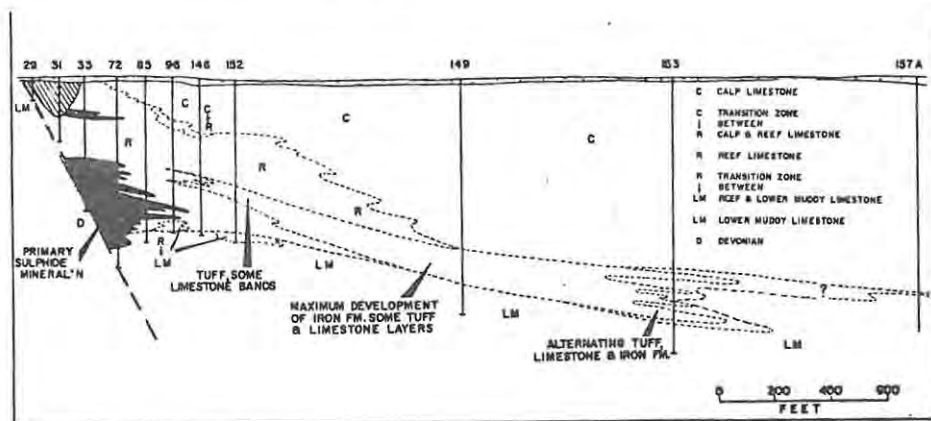 29 31 33 72 85 96 146 152 149 153 157A
LM
R
C
C
R
C
C
R
R
LM
D
PRIMARY
SULPHIDE
MINERAL'N
R
LM
TUFF, SOME
LIMESTONE BANDS
LM
MAXIMUM DEVELOPMENT
OF IRON FM. SOME TUFF
& LIMESTONE LAYERS
LM
ALTERNATING TUFF,
LIMESTONE & IRON FM.
LM
?
C CALP LIMESTONE
C TRANSITION ZONE
BETWEEN
R CALP & REEF LIMESTONE
R REEF LIMESTONE
R TRANSITION ZONE
BETWEEN
LM REEF & LOWER MUDDY LIMESTONE
LM LOWER MUDDY LIMESTONE
D DEVONIAN
0 200 400 600
FEET